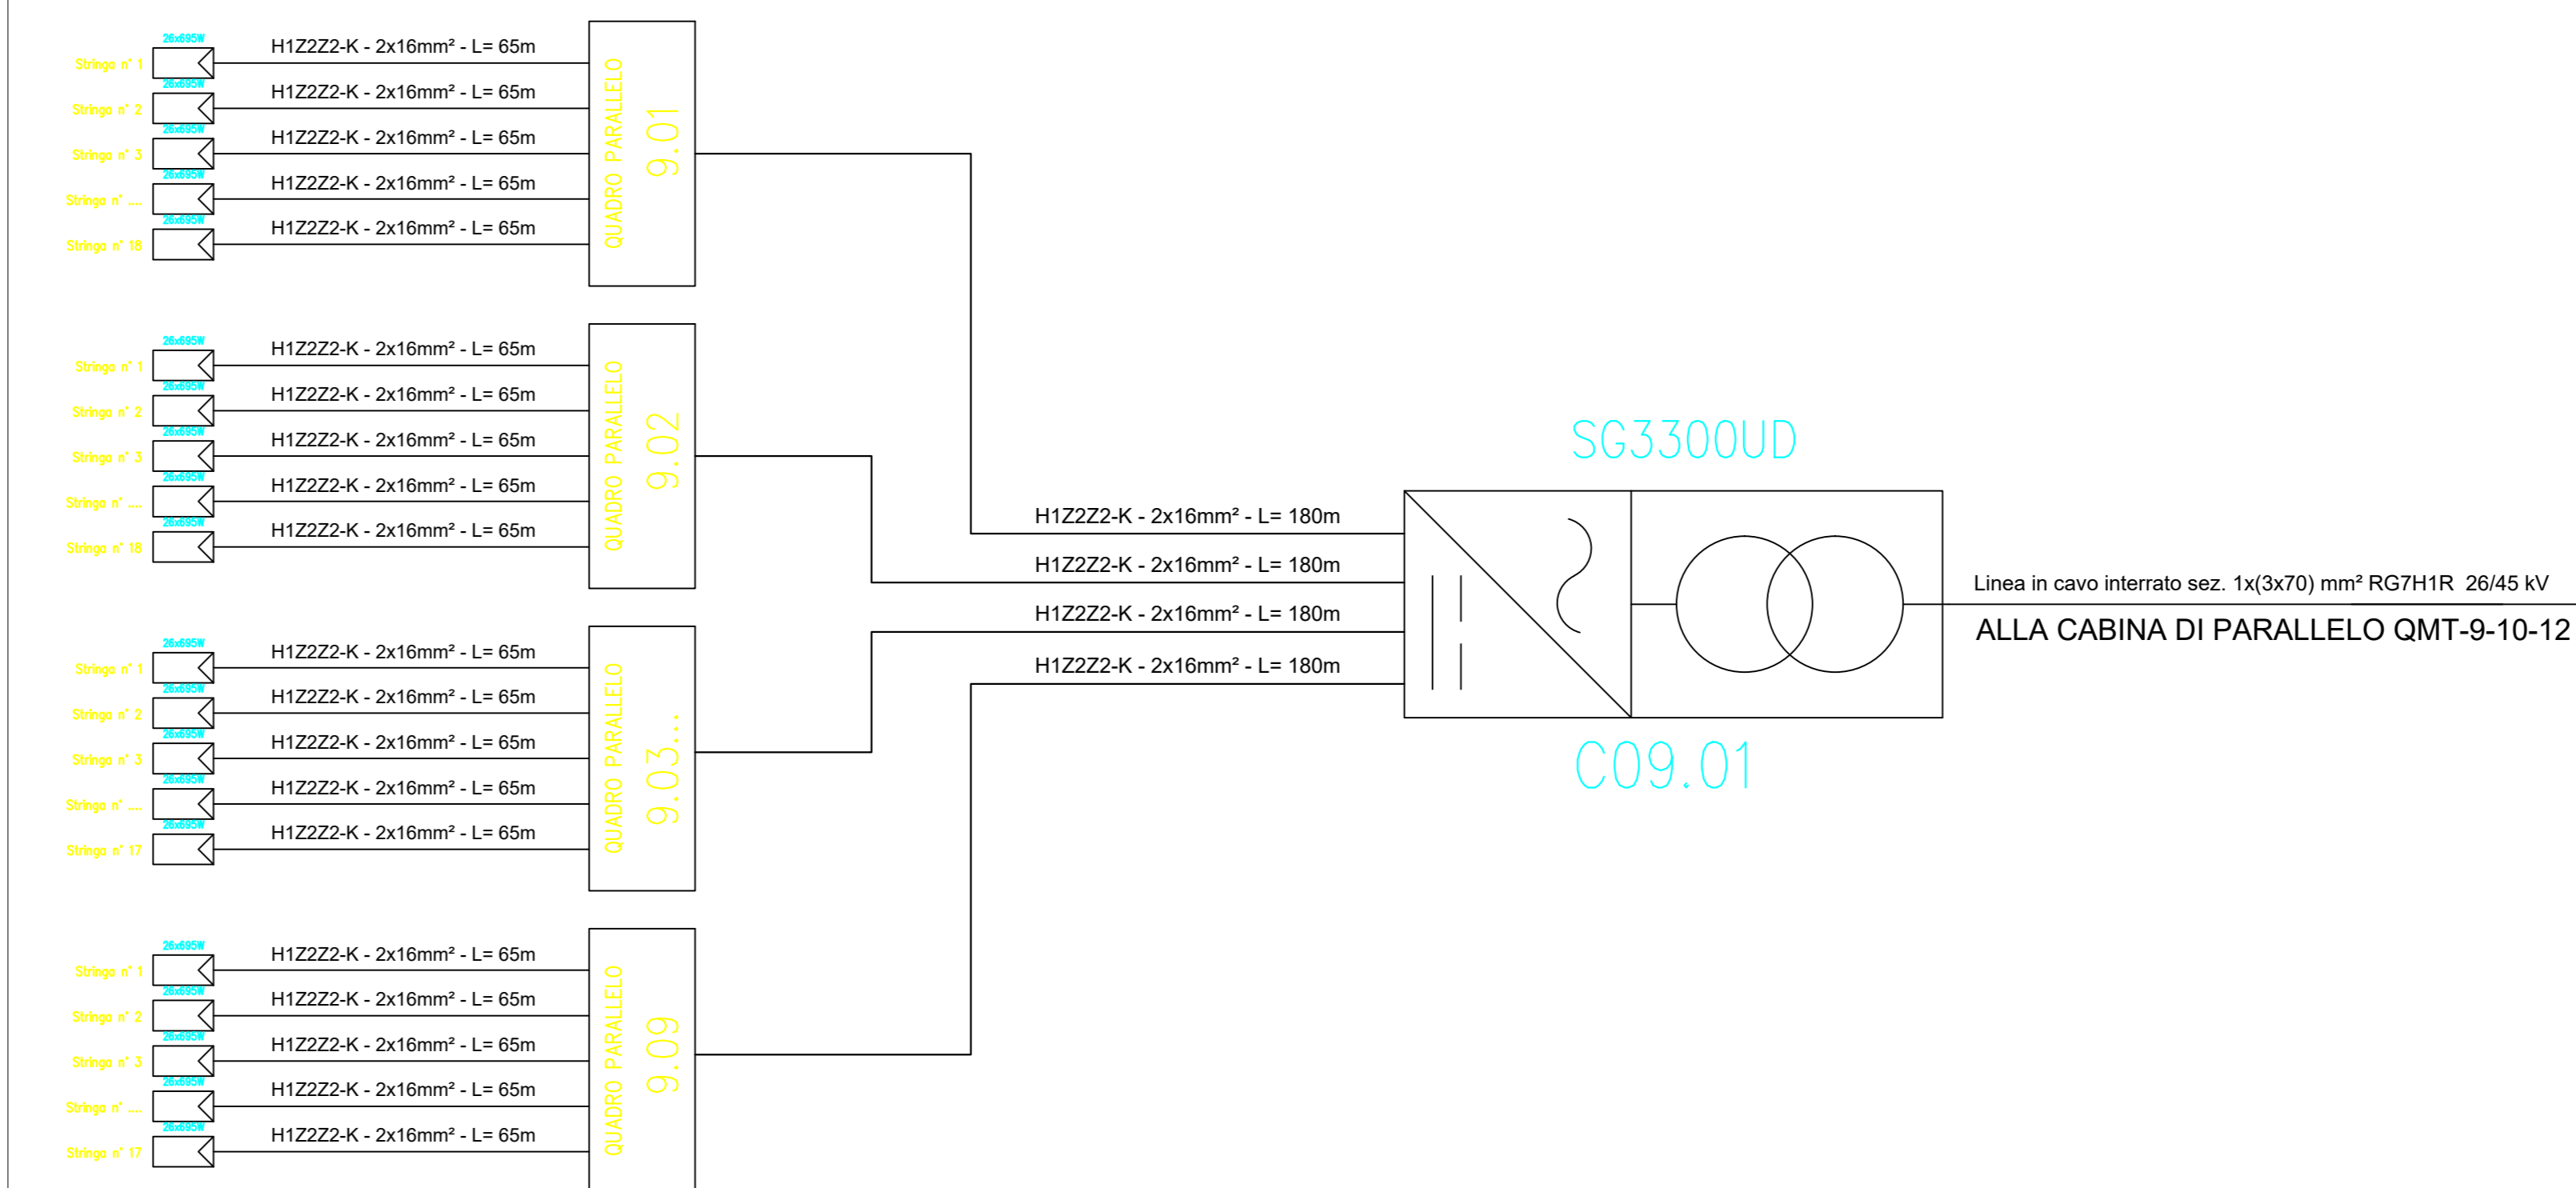 26x695W
Stringa n° 1
H1Z2Z2-K - 2x16mm² - L= 65m
26x695W
Stringa n° 2
H1Z2Z2-K - 2x16mm² - L= 65m
26x695W
Stringa n° 3
H1Z2Z2-K - 2x16mm² - L= 65m
26x695W
Stringa n° ....
H1Z2Z2-K - 2x16mm² - L= 65m
26x695W
Stringa n° 18
H1Z2Z2-K - 2x16mm² - L= 65m
QUADRO PARALLELO
9.01
26x695W
Stringa n° 1
H1Z2Z2-K - 2x16mm² - L= 65m
26x695W
Stringa n° 2
H1Z2Z2-K - 2x16mm² - L= 65m
26x695W
Stringa n° 3
H1Z2Z2-K - 2x16mm² - L= 65m
26x695W
Stringa n° ....
H1Z2Z2-K - 2x16mm² - L= 65m
26x695W
Stringa n° 18
H1Z2Z2-K - 2x16mm² - L= 65m
QUADRO PARALLELO
9.02
26x695W
Stringa n° 1
H1Z2Z2-K - 2x16mm² - L= 65m
26x695W
Stringa n° 2
H1Z2Z2-K - 2x16mm² - L= 65m
26x695W
Stringa n° 3
H1Z2Z2-K - 2x16mm² - L= 65m
26x695W
Stringa n° ....
H1Z2Z2-K - 2x16mm² - L= 65m
26x695W
Stringa n° 17
H1Z2Z2-K - 2x16mm² - L= 65m
QUADRO PARALLELO
9.03...
26x695W
Stringa n° 1
H1Z2Z2-K - 2x16mm² - L= 65m
26x695W
Stringa n° 2
H1Z2Z2-K - 2x16mm² - L= 65m
26x695W
Stringa n° 3
H1Z2Z2-K - 2x16mm² - L= 65m
26x695W
Stringa n° ....
H1Z2Z2-K - 2x16mm² - L= 65m
26x695W
Stringa n° 17
H1Z2Z2-K - 2x16mm² - L= 65m
QUADRO PARALLELO
9.09
H1Z2Z2-K - 2x16mm² - L= 180m
H1Z2Z2-K - 2x16mm² - L= 180m
H1Z2Z2-K - 2x16mm² - L= 180m
H1Z2Z2-K - 2x16mm² - L= 180m
SG3300UD
C09.01
Linea in cavo interrato sez. 1x(3x70) mm² RG7H1R 26/45 kV
ALLA CABINA DI PARALLELO QMT-9-10-12